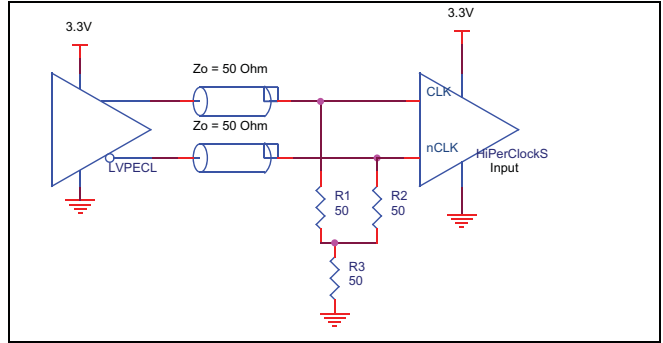 3.3V
3.3V
Zo = 50 Ohm
CLK
Zo = 50 Ohm
nCLK
LVPECL
HiPerClockS
Input
R1
50
R2
50
R3
50